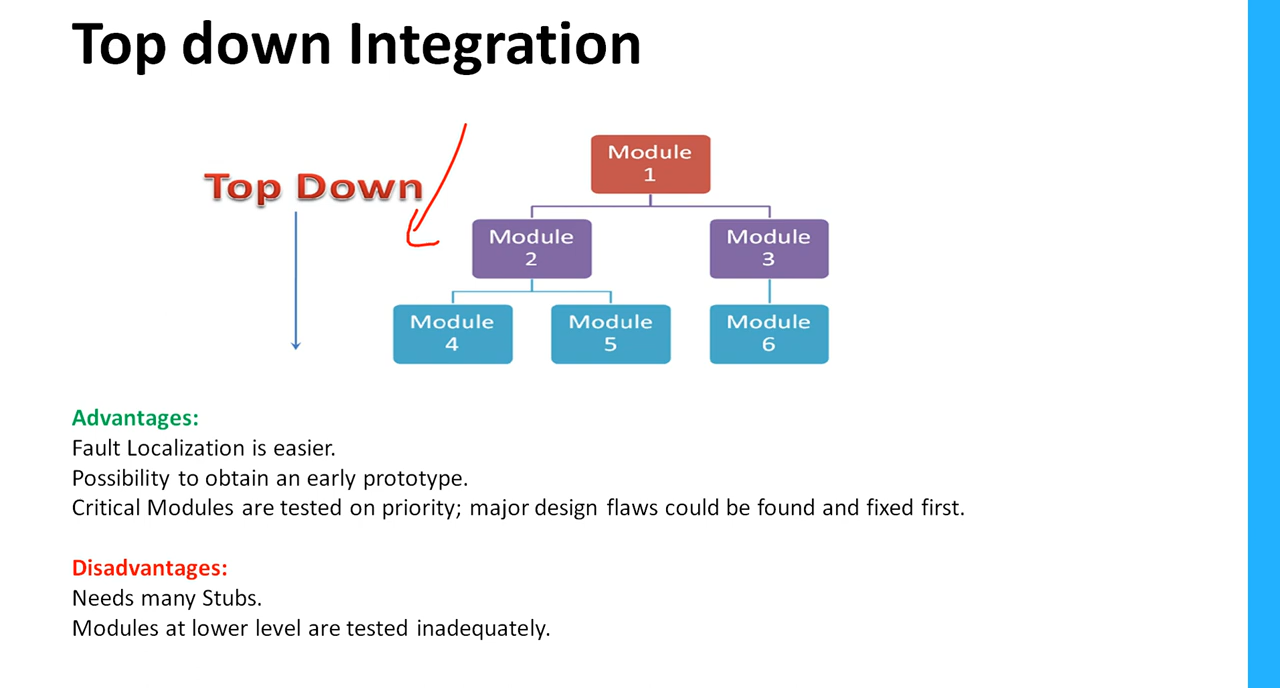 Top down Integration
Top Down
Module
1
Module
2
Module
3
Module
4
Module
5
Module
6
Advantages:
Fault Localization is easier.
Possibility to obtain an early prototype.
Critical Modules are tested on priority; major design flaws could be found and fixed first.
Disadvantages:
Needs many Stubs.
Modules at lower level are tested inadequately.